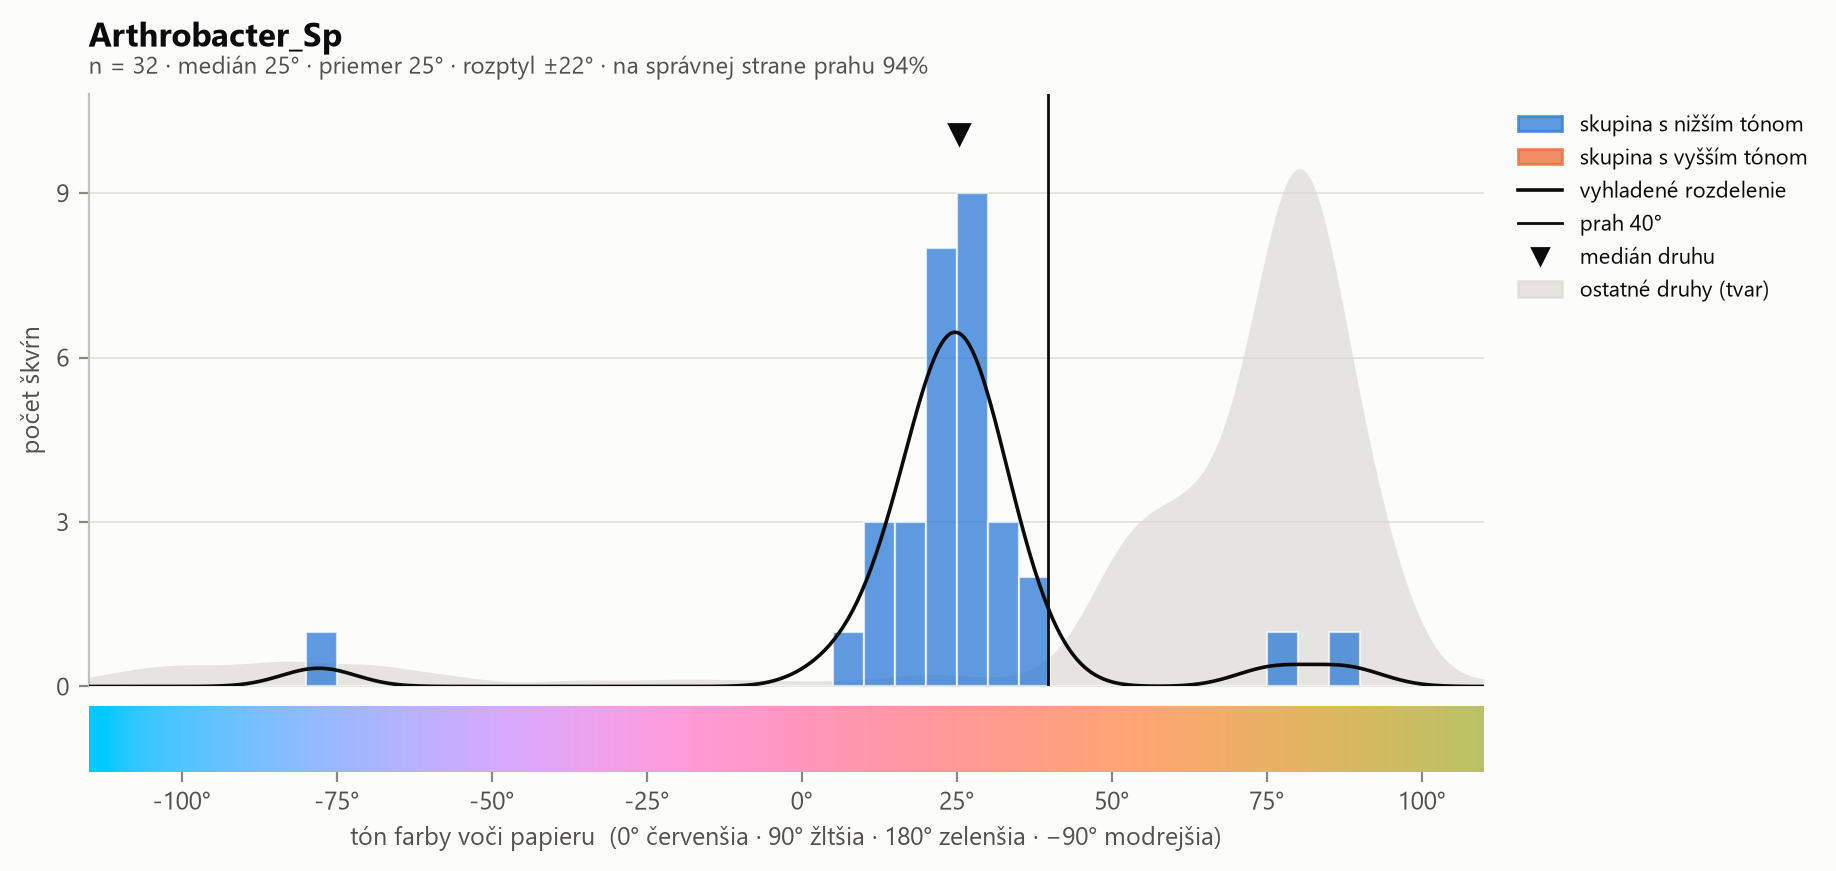 Arthrobacter_Sp
n = 32 · medián 25° · priemer 25° · rozptyl ±22° · na správnej strane prahu 94%
skupina s nižším tónom
skupina s vyšším tónom
vyhladené rozdelenie
prah 40°
medián druhu
ostatné druhy (tvar)
počet škvŕn
9
6
3
0
-100°
-75°
-50°
-25°
0°
25°
50°
75°
100°
tón farby voči papieru  (0° červenšia · 90° žltšia · 180° zelenšia · −90° modrejšia)